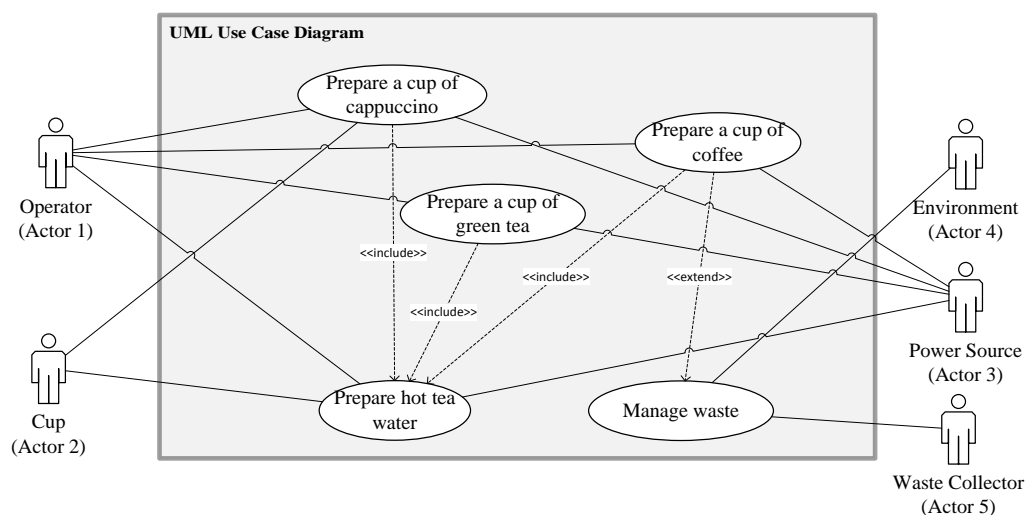 UML Use Case Diagram
Prepare a cup of
cappuccino
Prepare a cup of
coffee
Operator
(Actor 1)
Prepare a cup of
green tea
Environment
(Actor 4)
<<include>>
<<include>>
<<extend>>
<<include>>
Power Source
(Actor 3)
Cup
(Actor 2)
Prepare hot tea
water
Manage waste
Waste Collector
(Actor 5)